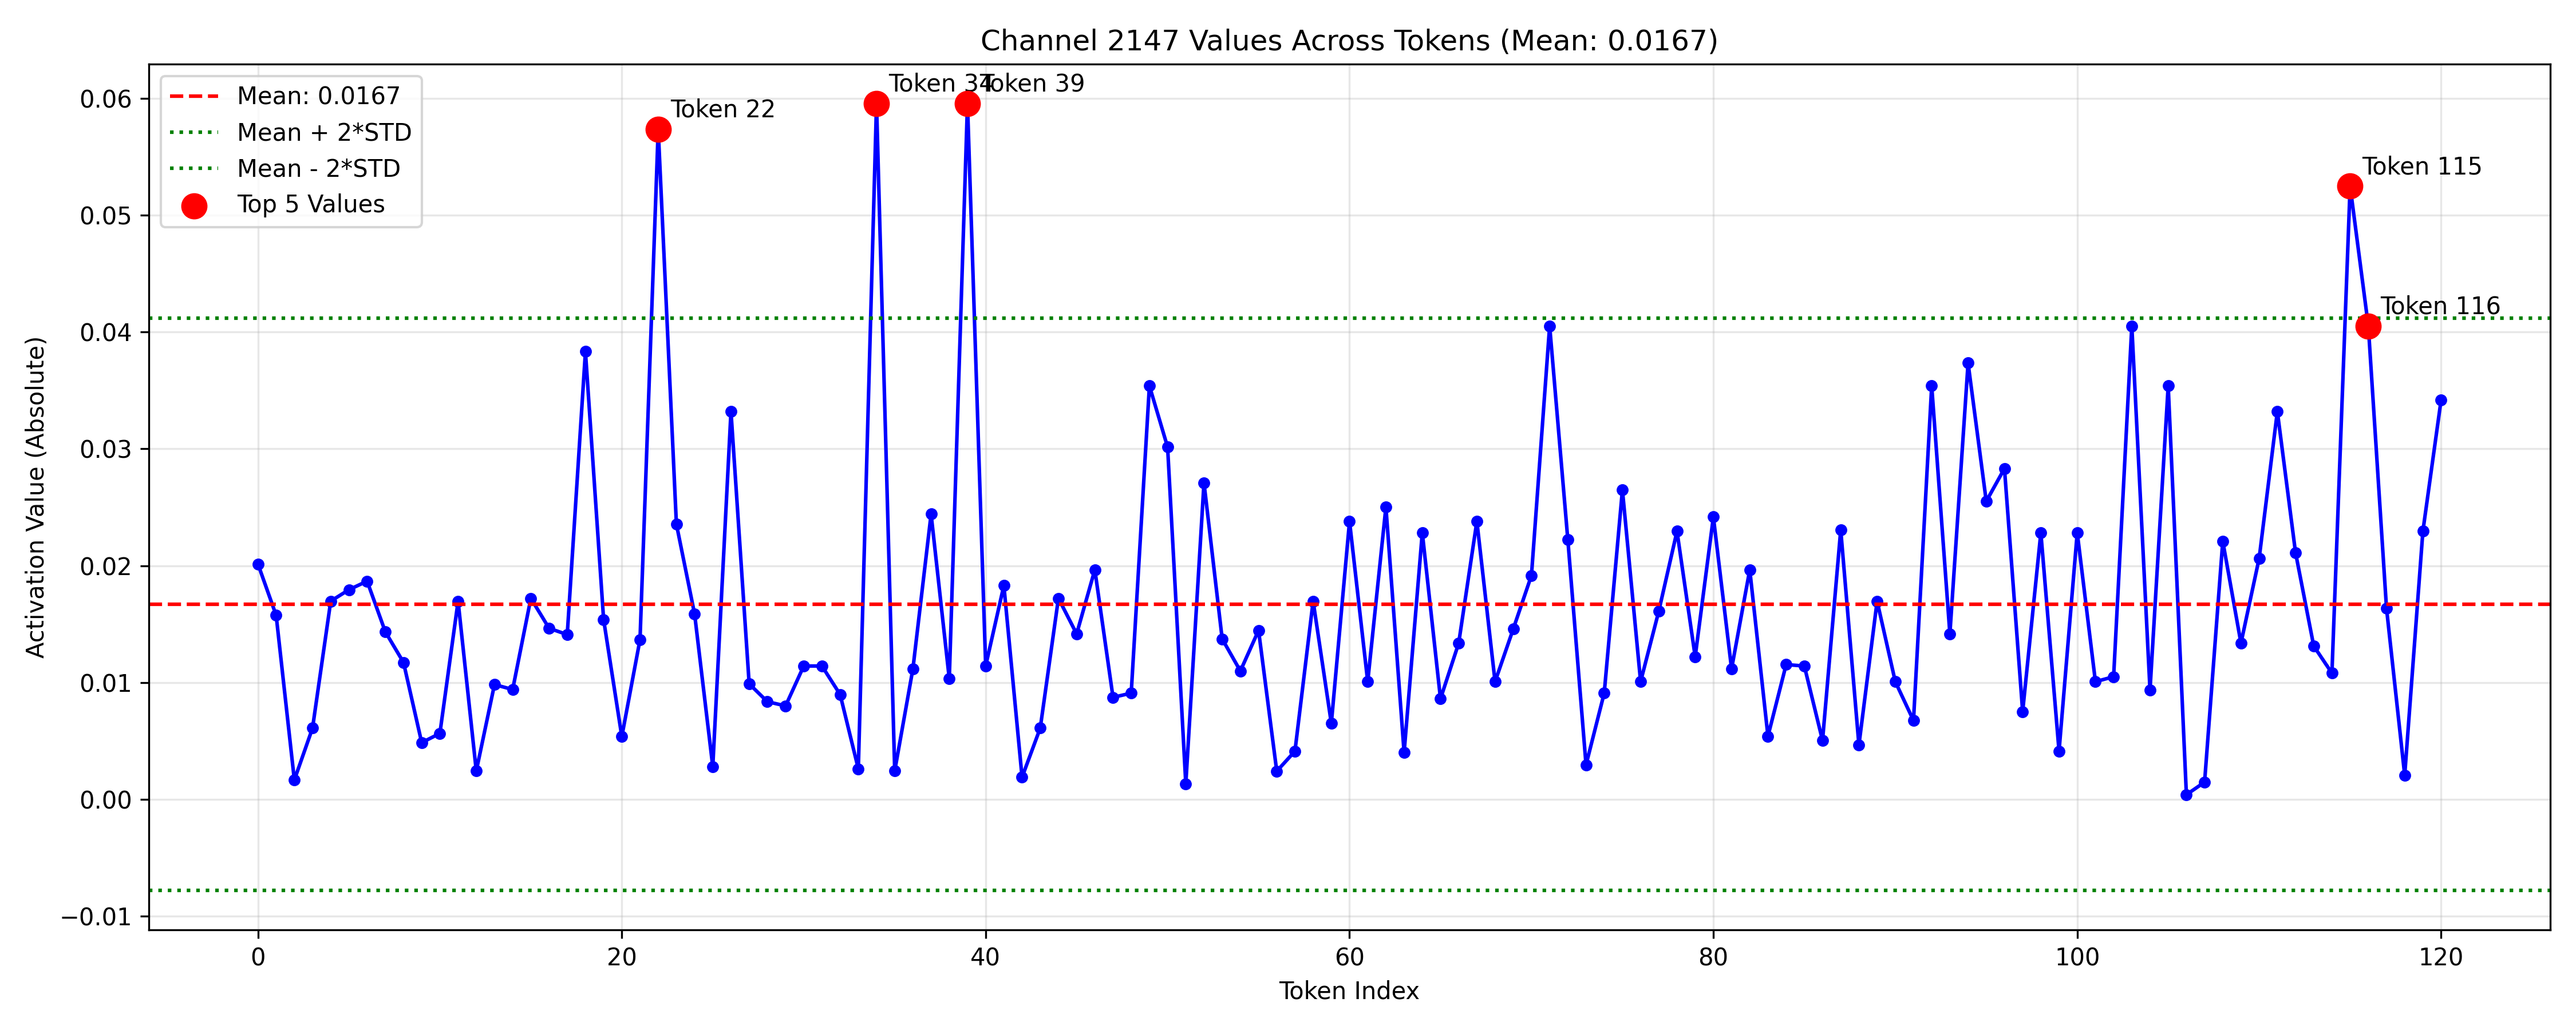 Channel 2147 Values Across Tokens (Mean: 0.0167)
Mean: 0.0167
Mean + 2*STD
Mean - 2*STD
Top 5 Values
Token 22
Token 34
Token 39
Token 115
Token 116
Activation Value (Absolute)
0.06
0.05
0.04
0.03
0.02
0.01
0.00
−0.01
0
20
40
60
80
100
120
Token Index